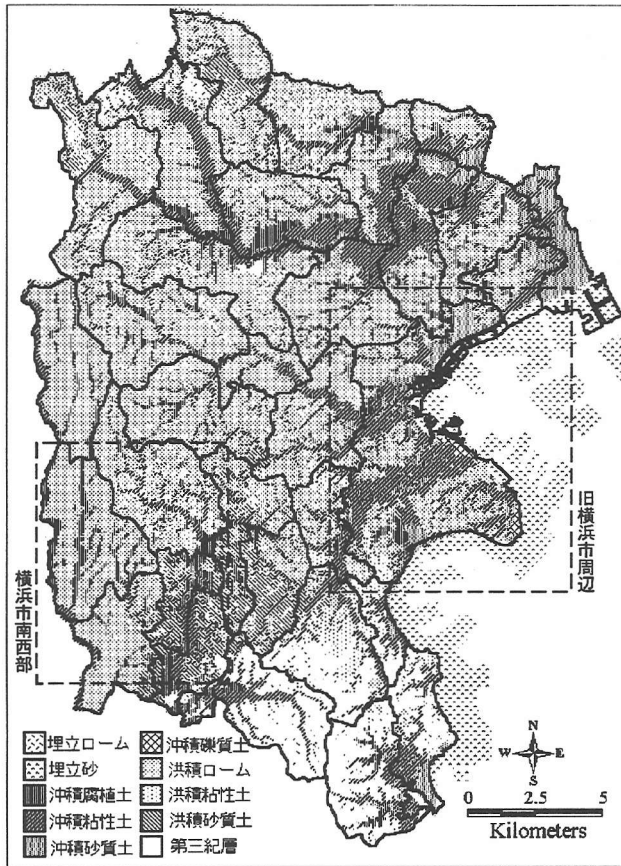 旧横浜市周辺
横浜市南西部
埋立ローム
埋立砂
沖積腐植土
沖積粘性土
沖積砂質土
沖積礫質土
洪積ローム
洪積粘性土
洪積砂質土
第三紀層
N
W E
S
0 2.5 5
Kilometers